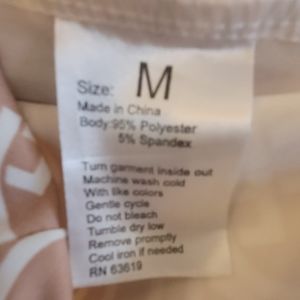 Size: M
Made in China
Body:95% Polyester
5% Spandex
Turn garment inside out
Machine wash cold
With like colors
Gentle cycle
Do not bleach
Tumble dry low
Remove promptly
Cool iron if needed
RN 63619